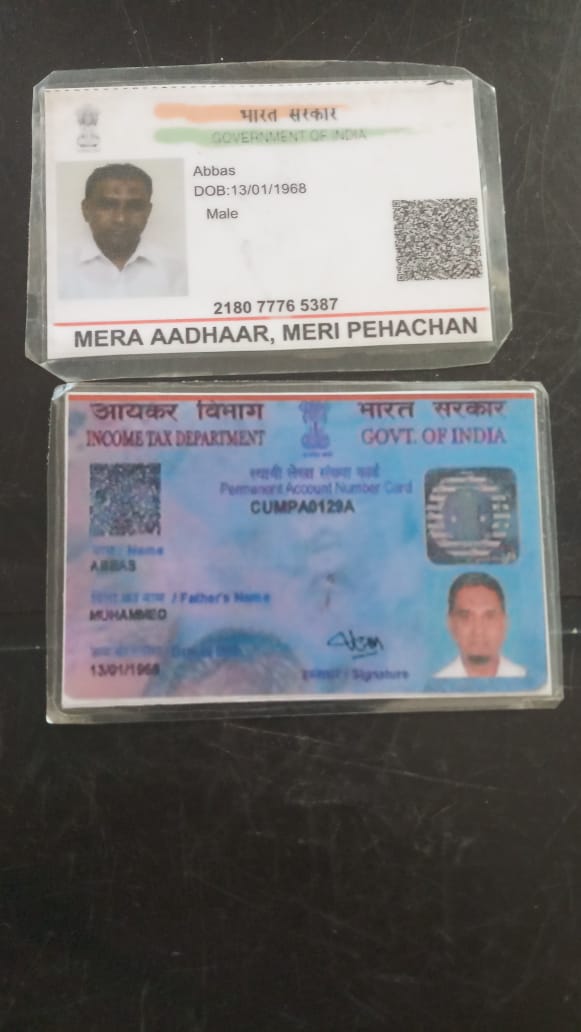 भारत सरकार
GOVERNMENT OF INDIA
Abbas
DOB:13/01/1968
Male
2180 7776 5387
MERA AADHAAR, MERI PEHACHAN
आयकर विभाग
INCOME TAX DEPARTMENT
भारत सरकार
GOVT. OF INDIA
स्थायी लेखा संख्या कार्ड
Permanent Account Number Card
CUMPA0129A
नाम / Name
ABBAS
पिता का नाम / Father's Name
MUHAMMED
13/01/1968
हस्ताक्षर / Signature